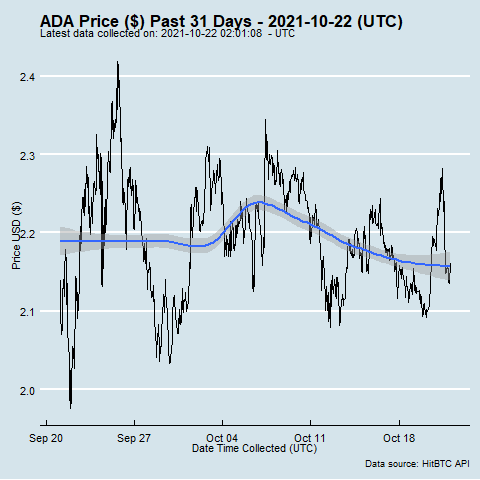 ADA Price ($) Past 31 Days - 2021-10-22 (UTC)
Latest data collected on: 2021-10-22 02:01:08 - UTC
2.4
2.3
2.2
2.1
2.0
Price USD ($)
Sep 20 Sep 27 Oct 04 Oct 11 Oct 18
Date Time Collected (UTC)
Data source: HitBTC API